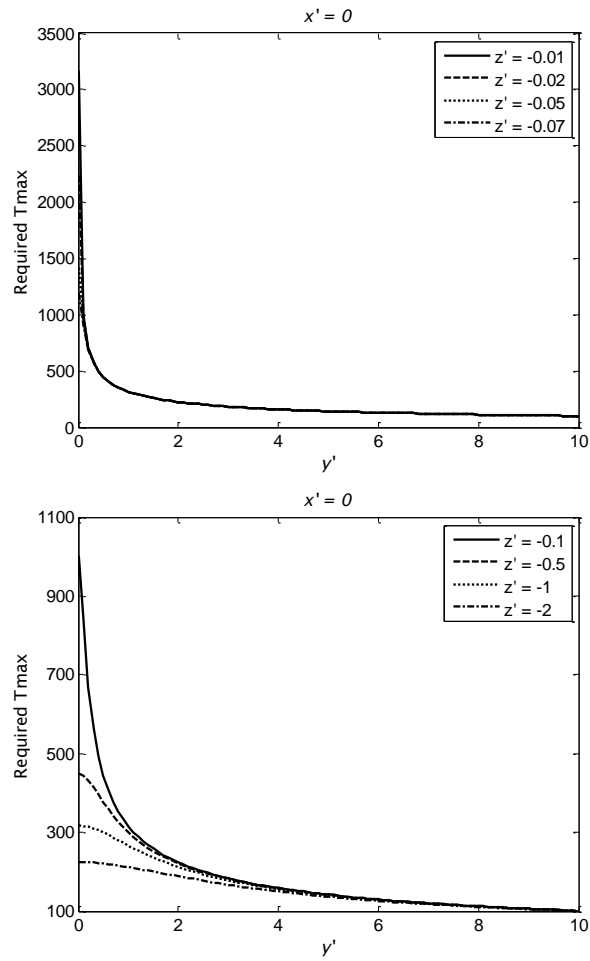 x' = 0
3500
3000
2500
2000
1500
1000
500
0
Required Tmax
z' = -0.01
z' = -0.02
z' = -0.05
z' = -0.07
0 2 4 6 8 10
y'
x' = 0
1100
900
700
500
300
100
Required Tmax
z' = -0.1
z' = -0.5
z' = -1
z' = -2
0 2 4 6 8 10
y'